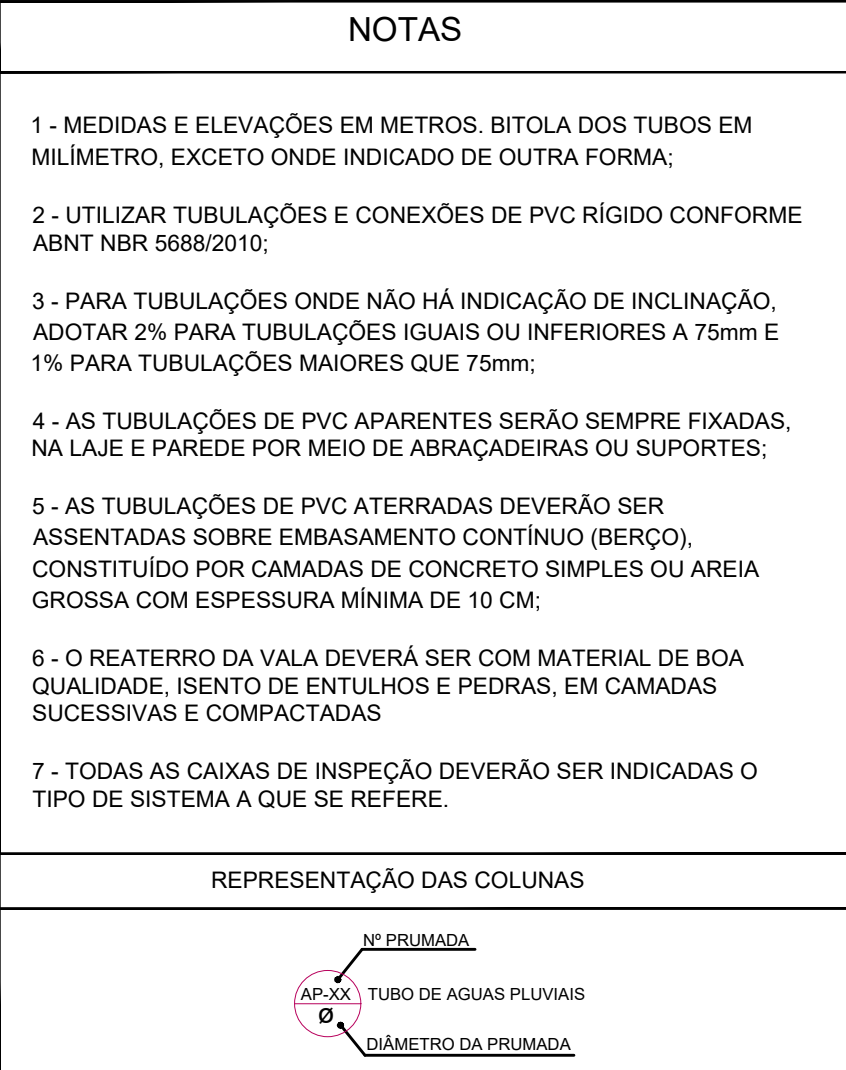 NOTAS
1 - MEDIDAS E ELEVAÇÕES EM METROS. BITOLA DOS TUBOS EM
MILÍMETRO, EXCETO ONDE INDICADO DE OUTRA FORMA;
2 - UTILIZAR TUBULAÇÕES E CONEXÕES DE PVC RÍGIDO CONFORME
ABNT NBR 5688/2010;
3 - PARA TUBULAÇÕES ONDE NÃO HÁ INDICAÇÃO DE INCLINAÇÃO,
ADOTAR 2% PARA TUBULAÇÕES IGUAIS OU INFERIORES A 75mm E
1% PARA TUBULAÇÕES MAIORES QUE 75mm;
4 - AS TUBULAÇÕES DE PVC APARENTES SERÃO SEMPRE FIXADAS,
NA LAJE E PAREDE POR MEIO DE ABRAÇADEIRAS OU SUPORTES;
5 - AS TUBULAÇÕES DE PVC ATERRADAS DEVERÃO SER
ASSENTADAS SOBRE EMBASAMENTO CONTÍNUO (BERÇO),
CONSTITUÍDO POR CAMADAS DE CONCRETO SIMPLES OU AREIA
GROSSA COM ESPESSURA MÍNIMA DE 10 CM;
6 - O REATERRO DA VALA DEVERÁ SER COM MATERIAL DE BOA
QUALIDADE, ISENTO DE ENTULHOS E PEDRAS, EM CAMADAS
SUCESSIVAS E COMPACTADAS
7 - TODAS AS CAIXAS DE INSPEÇÃO DEVERÃO SER INDICADAS O
TIPO DE SISTEMA A QUE SE REFERE.
REPRESENTAÇÃO DAS COLUNAS
Nº PRUMADA
AP-XX TUBO DE AGUAS PLUVIAIS
Ø
DIÂMETRO DA PRUMADA